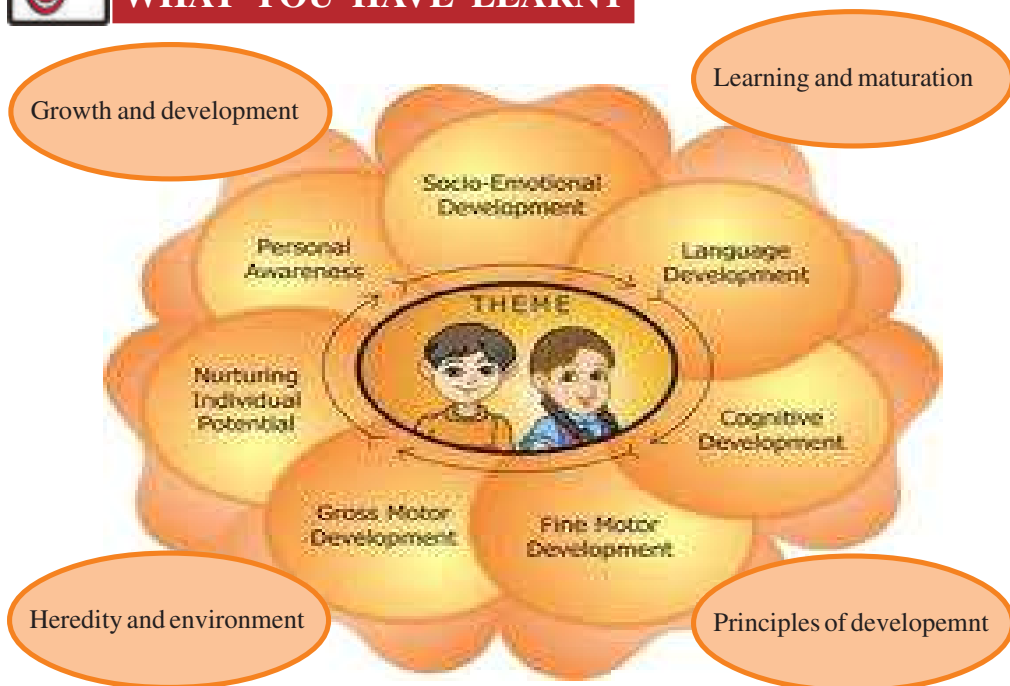 WHAT YOU HAVE LEARNT
Growth and development
Learning and maturation
Socio-Emotional
Development
Personal
Awareness
Language
Development
THEME
Nurturing
Individual
Potential
Cognitive
Development
Gross Motor
Development
Fine Motor
Development
Heredity and environment
Principles of developemnt